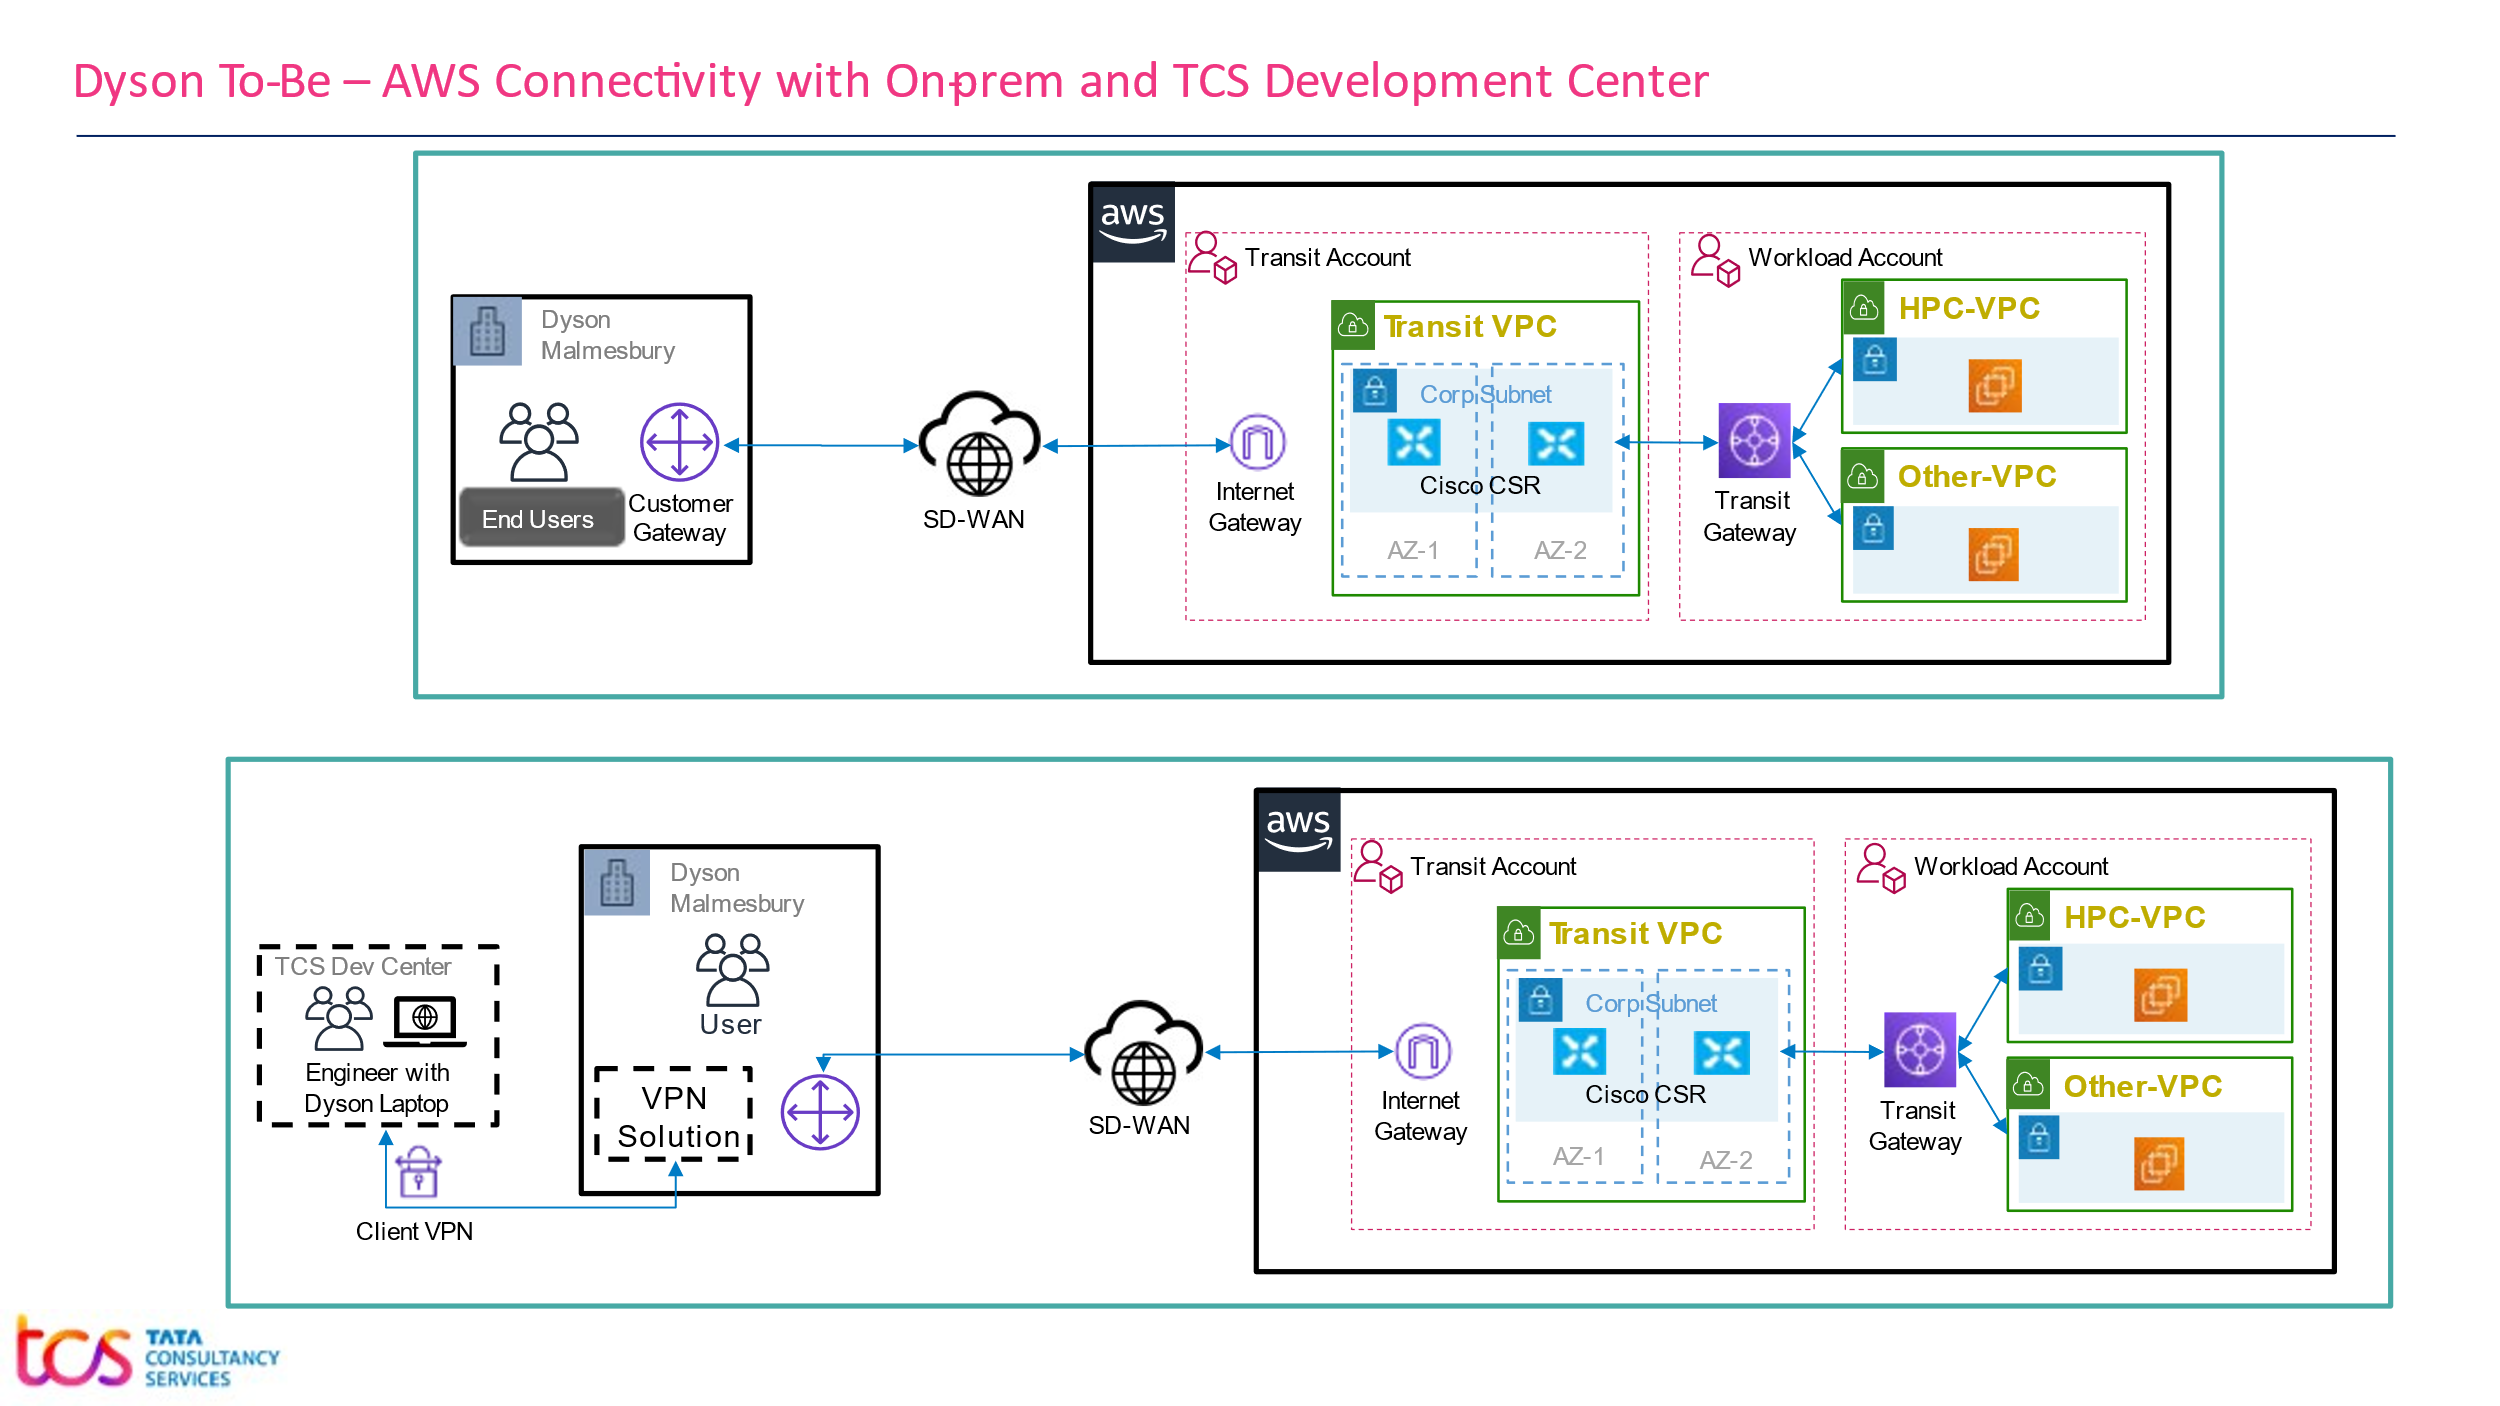 Dyson To-Be – AWS Connectivity with On-prem and TCS Development Center
aws
Transit Account
Workload Account
Dyson
Malmesbury
End Users
Customer
Gateway
SD-WAN
Internet
Gateway
Transit VPC
Corp Subnet
Cisco CSR
AZ-1
AZ-2
Transit
Gateway
HPC-VPC
Other-VPC
aws
Transit Account
Workload Account
TCS Dev Center
Engineer with
Dyson Laptop
Client VPN
Dyson
Malmesbury
User
VPN
Solution
SD-WAN
Internet
Gateway
Transit VPC
Corp Subnet
Cisco CSR
AZ-1
AZ-2
Transit
Gateway
HPC-VPC
Other-VPC
tcs
TATA
CONSULTANCY
SERVICES